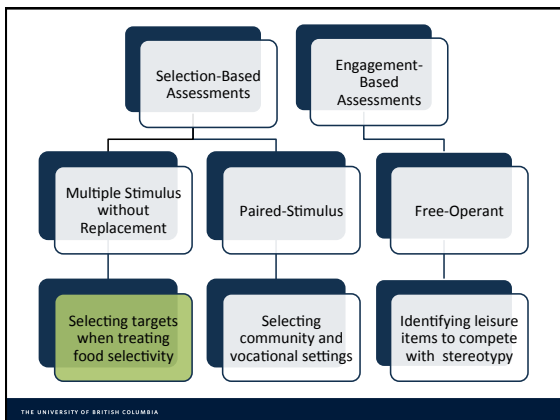 Selection-Based
Assessments
Engagement-
Based
Assessments
Multiple Stimulus
without
Replacement
Paired-Stimulus
Free-Operant
Selecting targets
when treating
food selectivity
Selecting
community and
vocational settings
Identifying leisure
items to compete
with stereotypy
THE UNIVERSITY OF BRITISH COLUMBIA